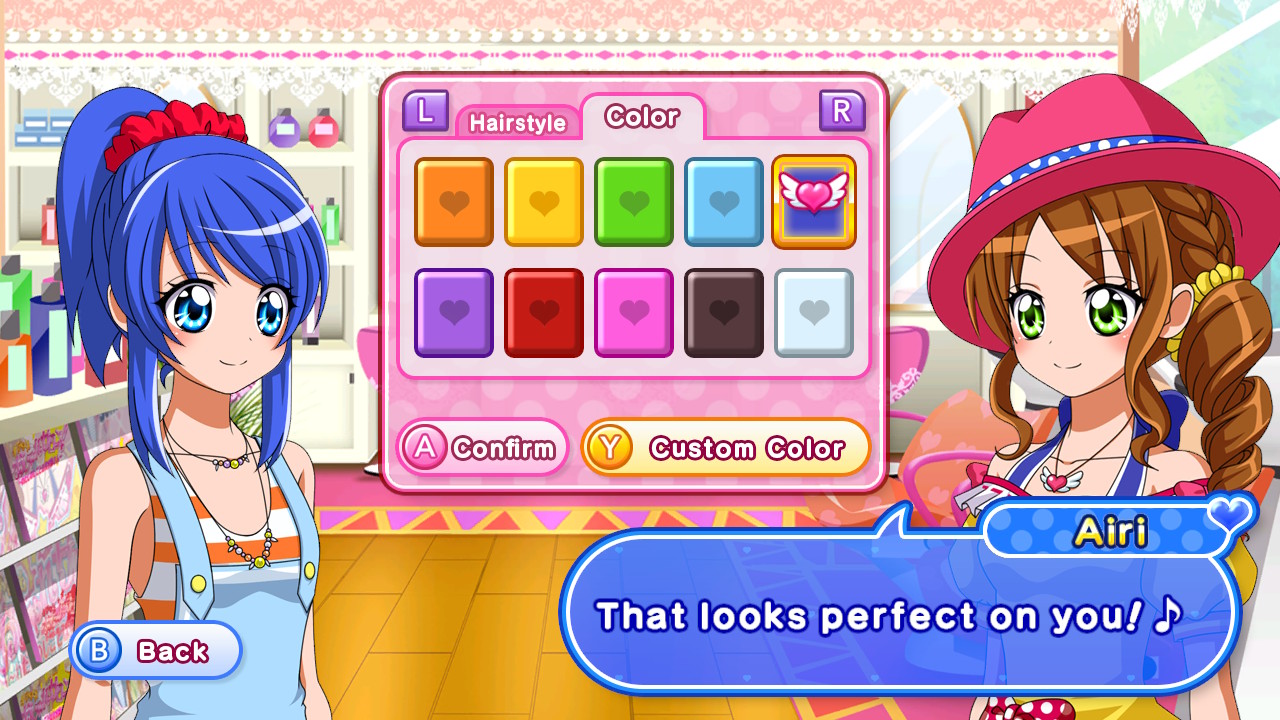 L
Hairstyle
Color
R
A Confirm
Y Custom Color
Airi
That looks perfect on you!♪
B Back